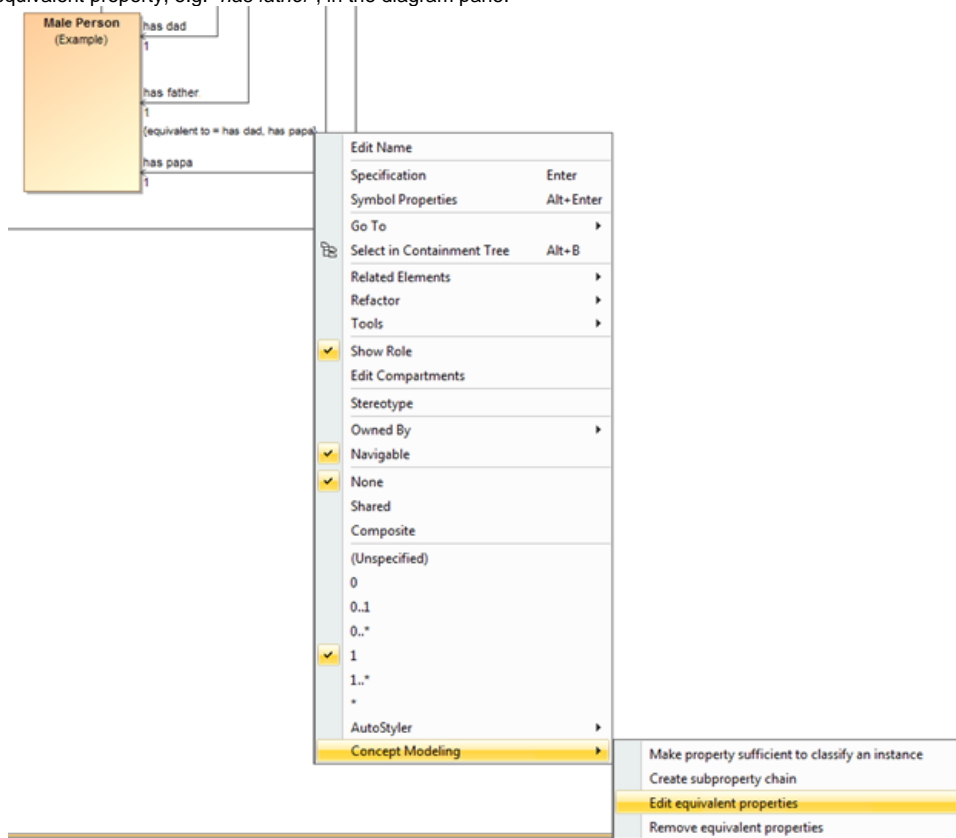 equivalent property, e.g. "has father", in the diagram pane.
Male Person
(Example)
has dad
1
has father
1
(equivalent to = has dad, has papa)
has papa
1
Edit Name
Specification Enter
Symbol Properties Alt+Enter
Go To
Select in Containment Tree Alt+B
Related Elements
Refactor
Tools
Show Role
Edit Compartments
Stereotype
Owned By
Navigable
None
Shared
Composite
(Unspecified)
0
0..1
0..*
1
1..*
*
AutoStyler
Concept Modeling
Make property sufficient to classify an instance
Create subproperty chain
Edit equivalent properties
Remove equivalent properties